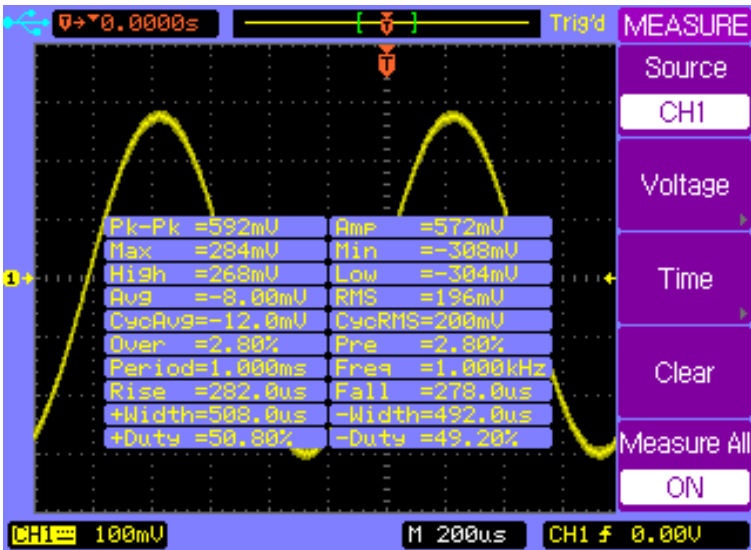 T→▼0.0000s [ T ] Trig'd MEASURE
T
Source
CH1
Voltage
Pk-Pk =592mV Amp =572mV
Max =284mV Min =-308mV
High =268mV Low =-304mV
1 Time
Avg =-8.00mV RMS =196mV
CycAvg=-12.0mV CycRMS=200mV
Over =2.80% Pre =2.80%
Period=1.000ms Freq =1.000kHz
Clear
Rise =282.0us Fall =278.0us
+Width=508.0us -Width=492.0us
+Duty =50.80% -Duty =49.20%
Measure All
ON
CH1 100mV M 200us CH1 0.00V